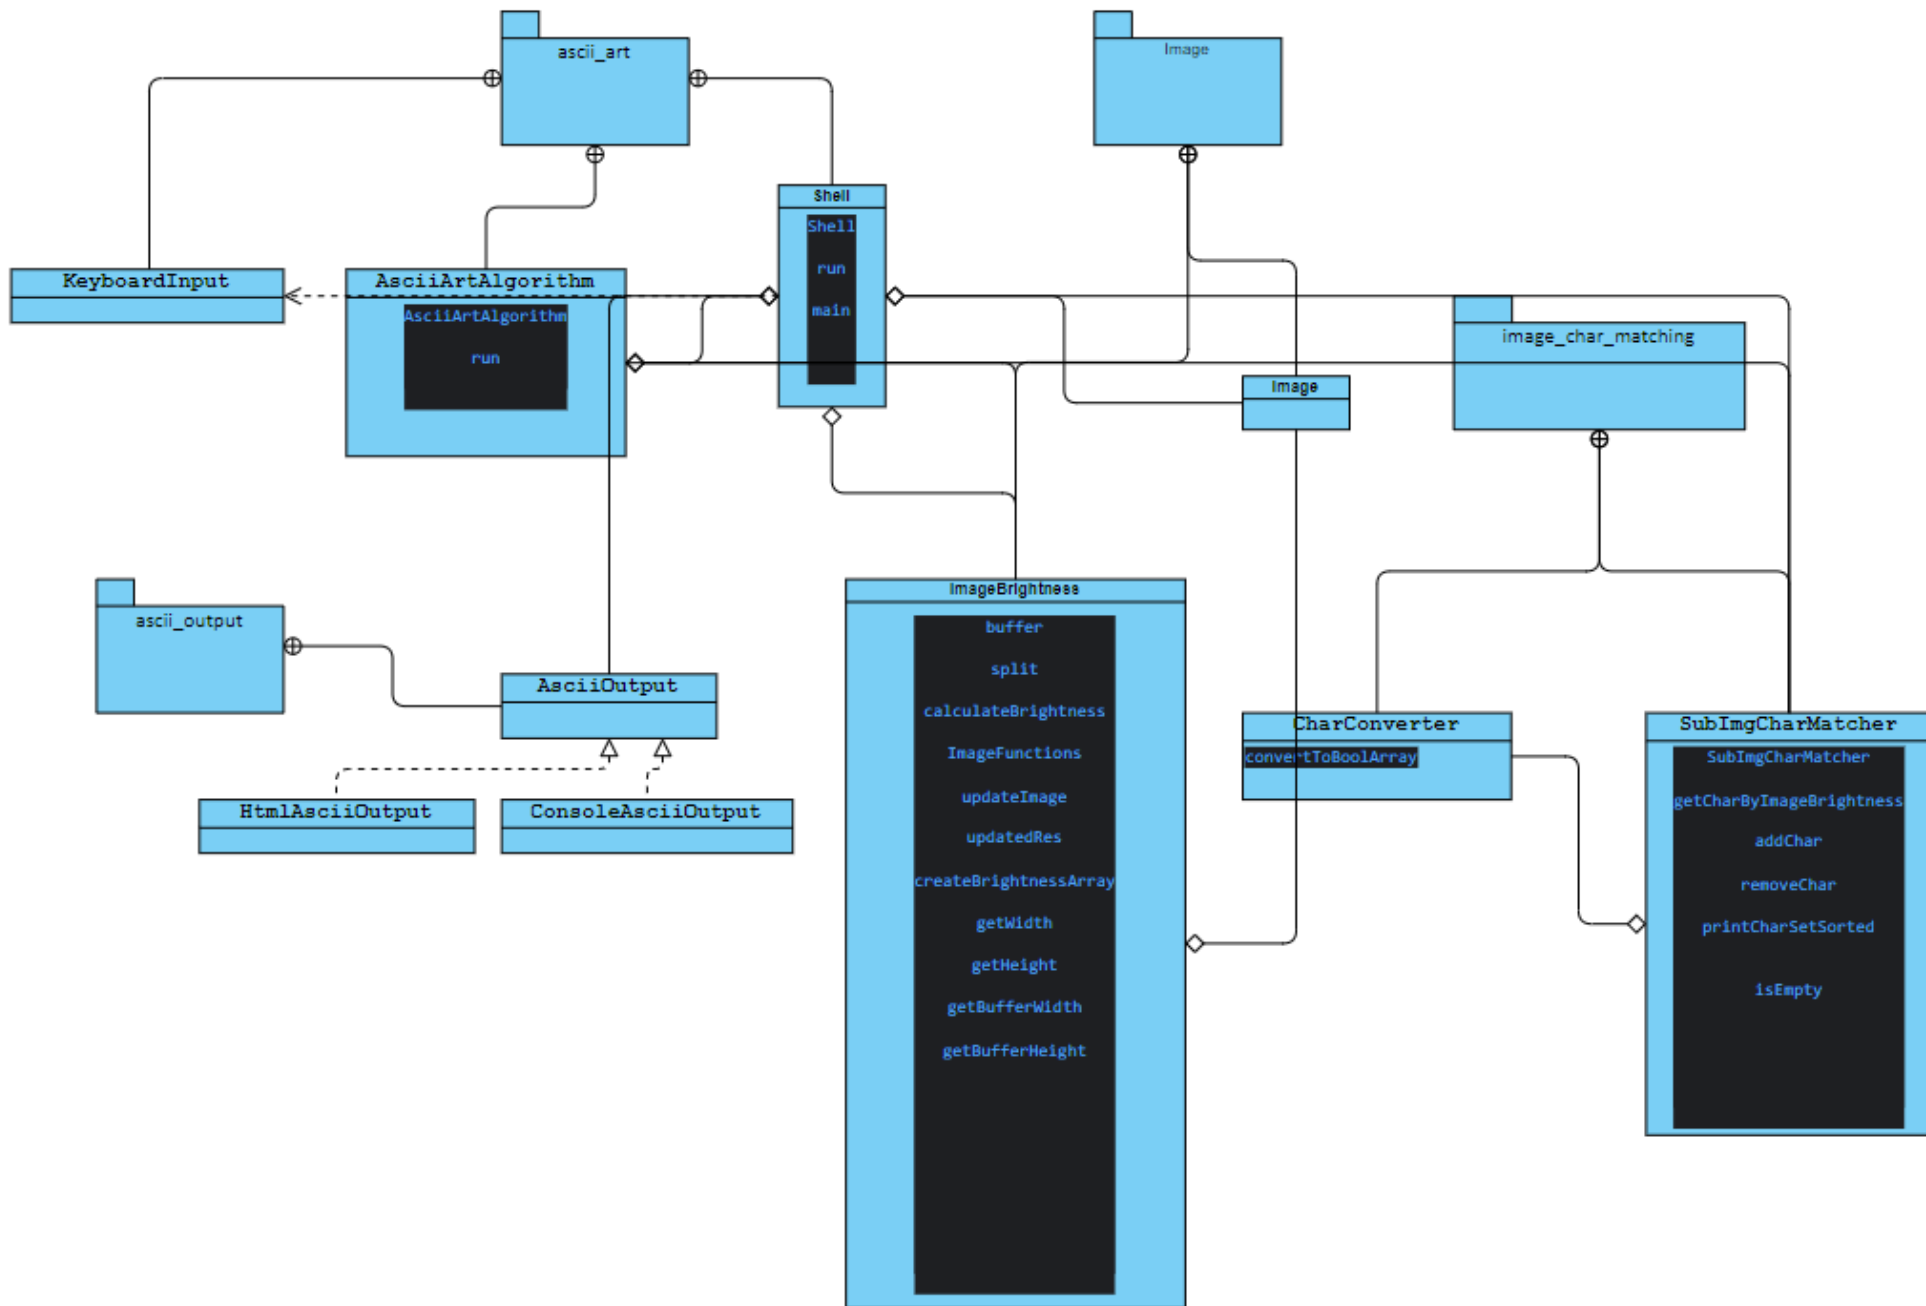 ascii_art
Image
Shell
Shell
run
main
KeyboardInput
AsciiArtAlgorithm
AsciiArtAlgorithm
run
image_char_matching
Image
ImageBrightness
buffer
split
calculateBrightness
ImageFunctions
updateImage
updatedRes
createBrightnessArray
getWidth
getHeight
getBufferWidth
getBufferHeight
ascii_output
AsciiOutput
HtmlAsciiOutput
ConsoleAsciiOutput
CharConverter
convertToBoolArray
SubImgCharMatcher
SubImgCharMatcher
getCharByImageBrightness
addChar
removeChar
printCharSetSorted
isEmpty